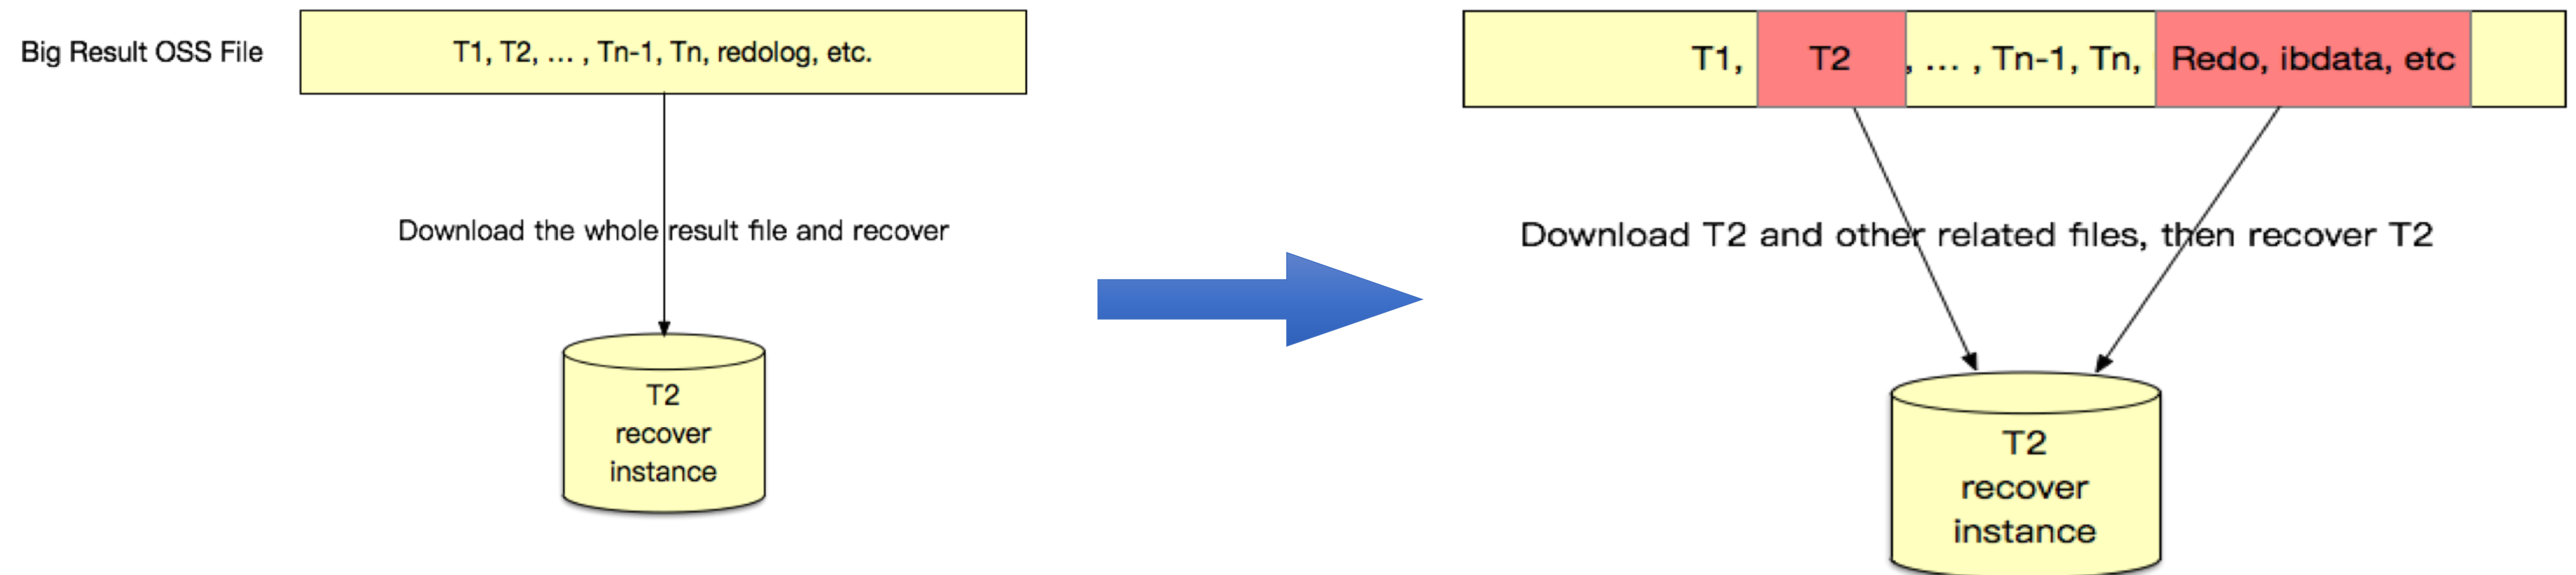 Big Result OSS File
T1, T2, ... , Tn-1, Tn, redolog, etc.
Download the whole result file and recover
T2
recover
instance
T1, T2 , ... , Tn-1, Tn, Redo, ibdata, etc
Download T2 and other related files, then recover T2
T2
recover
instance